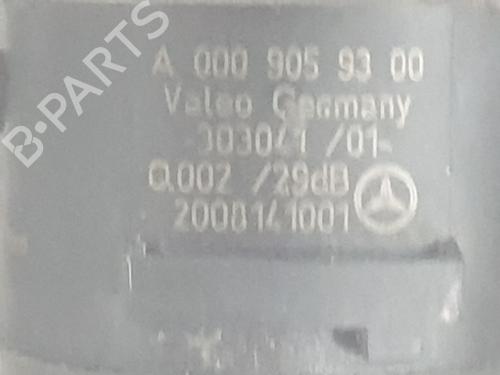 B-PARTS
A 000 905 93 00
Valeo Germany
303041 /01-
Q.002 /29dB
2008141001